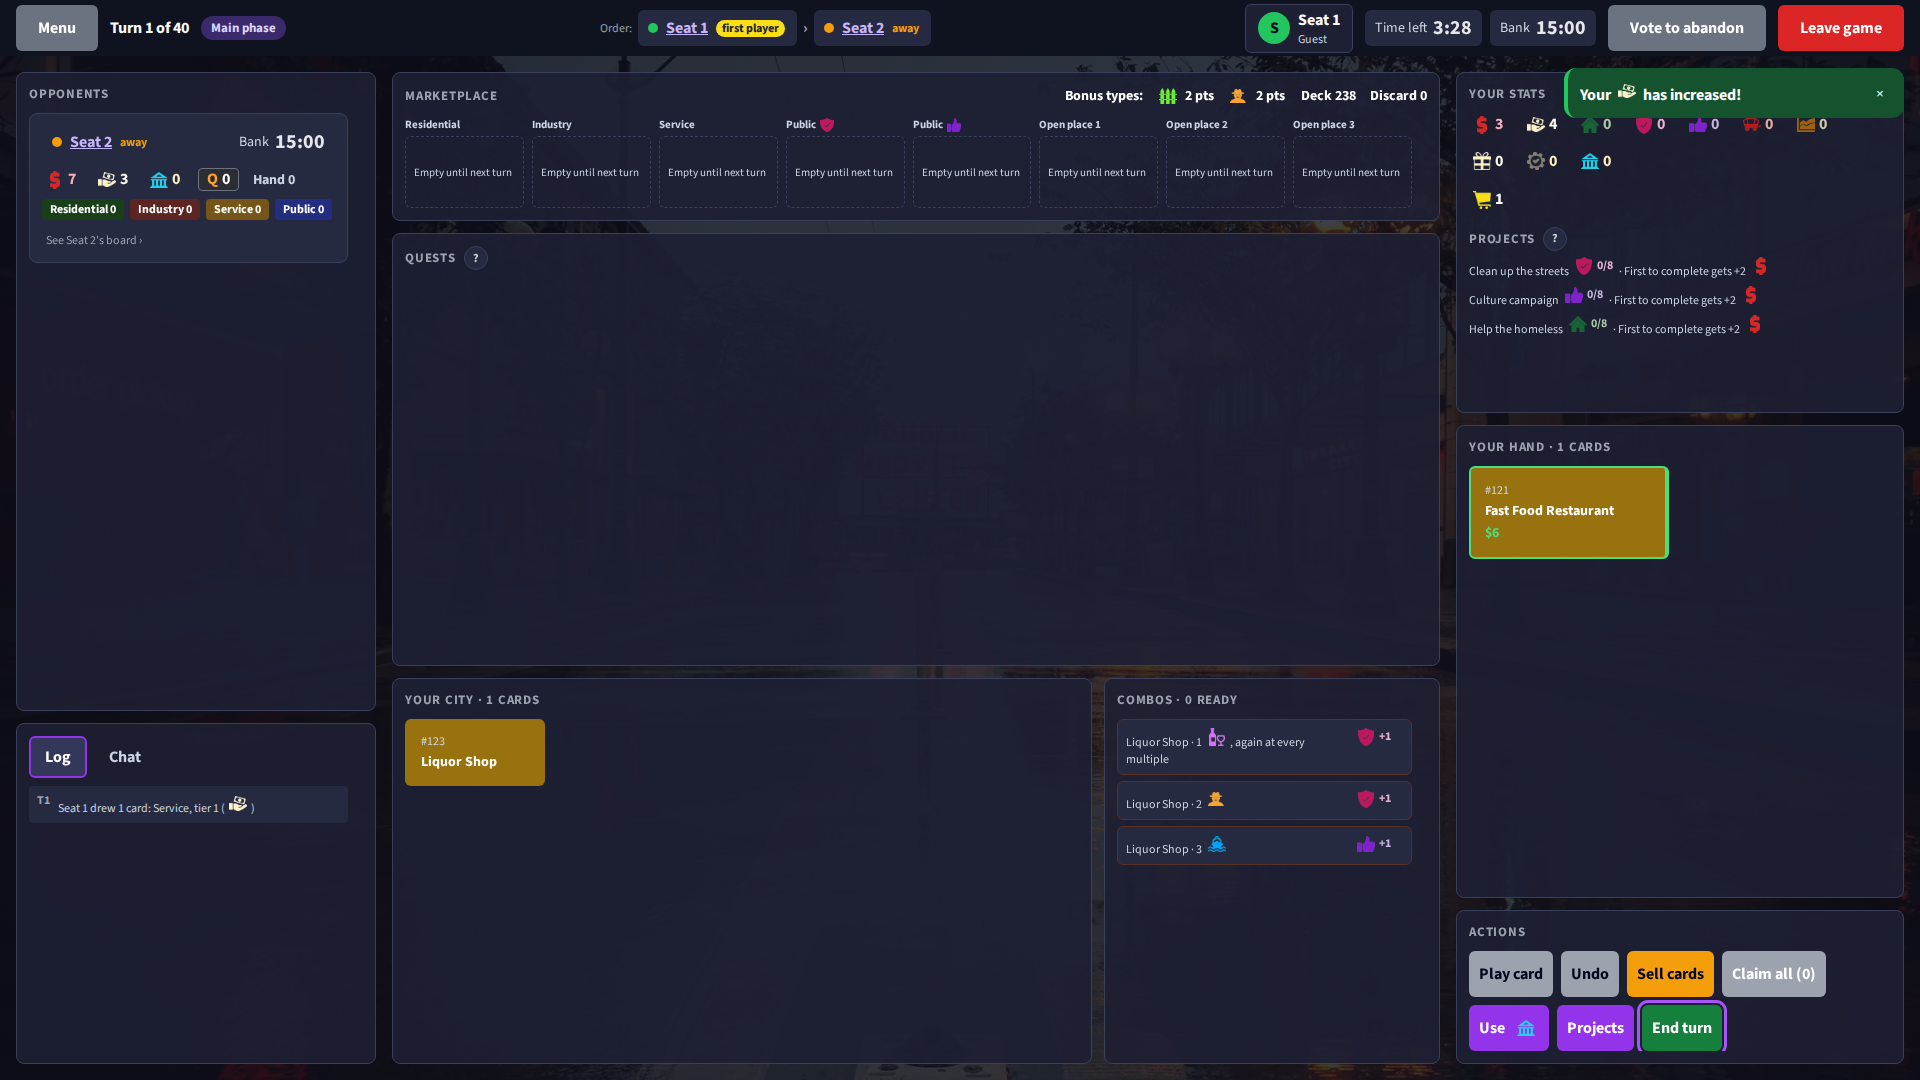 Menu
Turn 1 of 40
Main phase
Order:
Seat 1
first player
›
Seat 2
away
S
Seat 1
Guest
Time left 3:28
Bank 15:00
Vote to abandon
Leave game
OPPONENTS
Seat 2 away
Bank 15:00
7
3
0
Q 0
Hand 0
Residential 0
Industry 0
Service 0
Public 0
See Seat 2's board ›
Log
Chat
T1 Seat 1 drew 1 card: Service, tier 1 ( )
MARKETPLACE
Bonus types: 2 pts 2 pts Deck 238 Discard 0
Residential
Industry
Service
Public
Public
Open place 1
Open place 2
Open place 3
Empty until next turn
Empty until next turn
Empty until next turn
Empty until next turn
Empty until next turn
Empty until next turn
Empty until next turn
Empty until next turn
QUESTS ?
YOUR CITY · 1 CARDS
#123
Liquor Shop
COMBOS · 0 READY
Liquor Shop · 1 , again at every
multiple
+1
Liquor Shop · 2 +1
Liquor Shop · 3 +1
YOUR STATS
Your has increased!
×
3 4 0 0 0 0 0
0 0 0
1
PROJECTS ?
Clean up the streets 0/8 · First to complete gets +2
Culture campaign 0/8 · First to complete gets +2
Help the homeless 0/8 · First to complete gets +2
YOUR HAND · 1 CARDS
#121
Fast Food Restaurant
$6
ACTIONS
Play card
Undo
Sell cards
Claim all (0)
Use
Projects
End turn